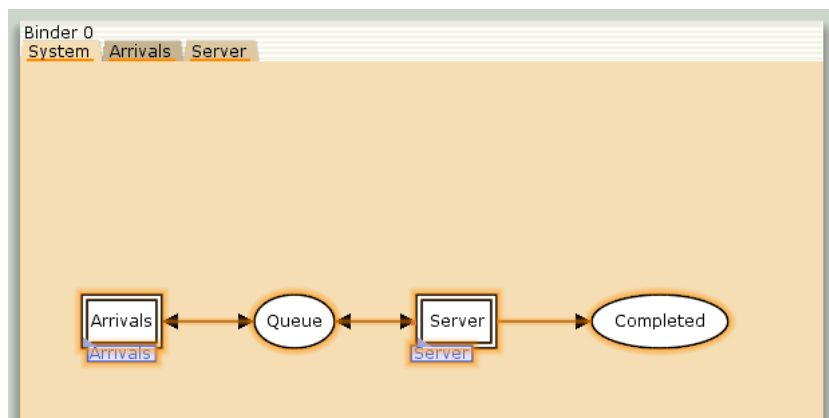 Binder 0
System Arrivals Server
Arrivals Queue Server Completed
Arrivals Server